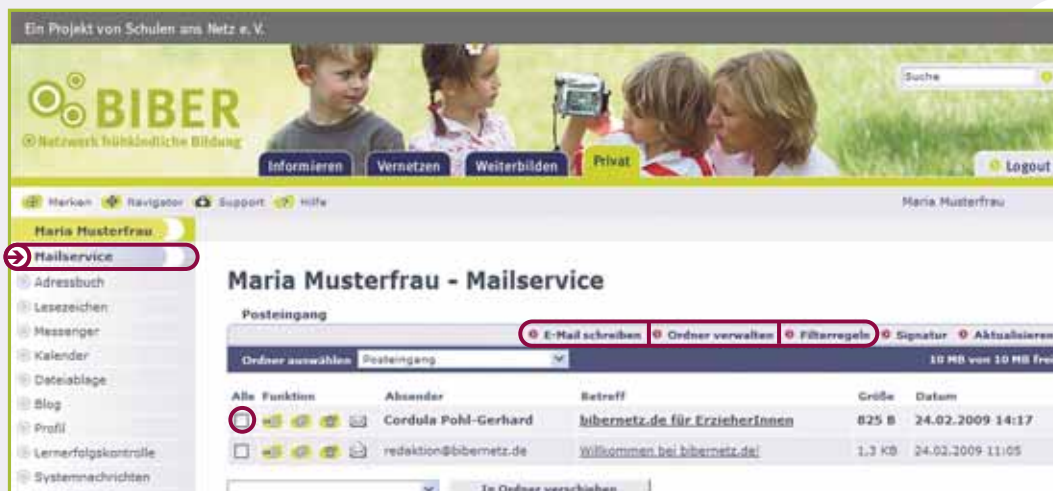 Ein Projekt von Schulen ans Netz e. V.
BIBER
Netzwerk frühkindliche Bildung
Suche
Informieren Vernetzen Weiterbilden Privat Logout
Merken Navigator Support Hilfe Maria Musterfrau
Maria Musterfrau
Mailservice
Adressbuch
Lesezeichen
Messenger
Kalender
Dateiablage
Blog
Profil
Lernerfolgskontrolle
Systemnachrichten
Maria Musterfrau - Mailservice
Posteingang
E-Mail schreiben Ordner verwalten Filterregeln Signatur Aktualisieren
Ordner auswählen Posteingang 10 MB von 10 MB frei
Alle Funktion Absender Betreff Größe Datum
Cordula Pohl-Gerhard bibernetz.de für ErzieherInnen 825 B 24.02.2009 14:17
redaktion@bibernetz.de Willkommen bei bibernetz.de! 1,3 KB 24.02.2009 11:05
In Ordner verschieben